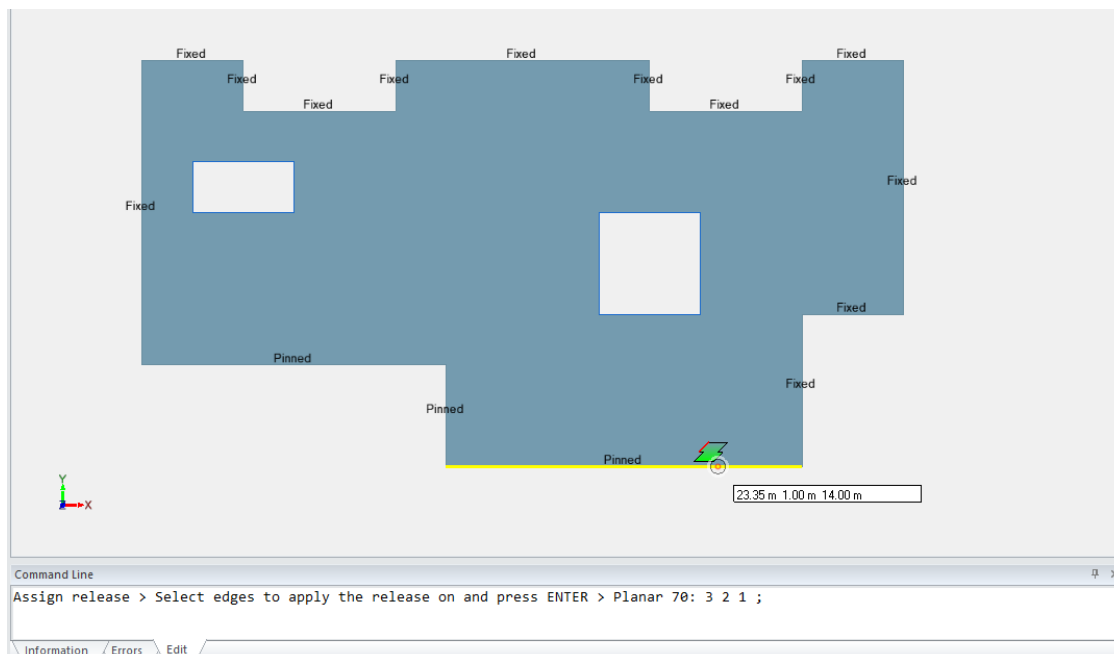 Fixed Fixed Fixed
Fixed Fixed Fixed Fixed
Fixed Fixed
Fixed
Fixed
Fixed
Pinned
Fixed
Pinned
Pinned
Y
X
23.35 m 1.00 m 14.00 m
Command Line
Assign release > Select edges to apply the release on and press ENTER > Planar 70: 3 2 1 ;
Information Errors Edit